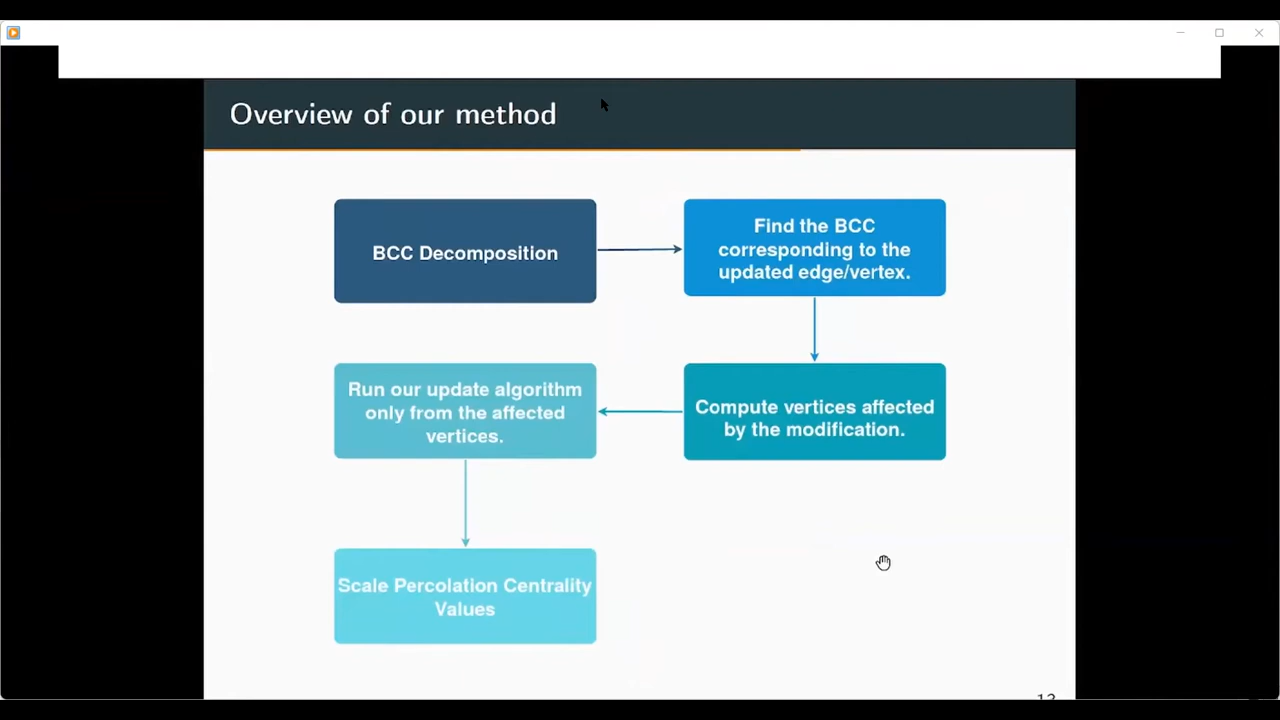 Overview of our method
BCC Decomposition
Find the BCC
corresponding to the
updated edge/vertex.
Compute vertices affected
by the modification.
Run our update algorithm
only from the affected
vertices.
Scale Percolation Centrality
Values